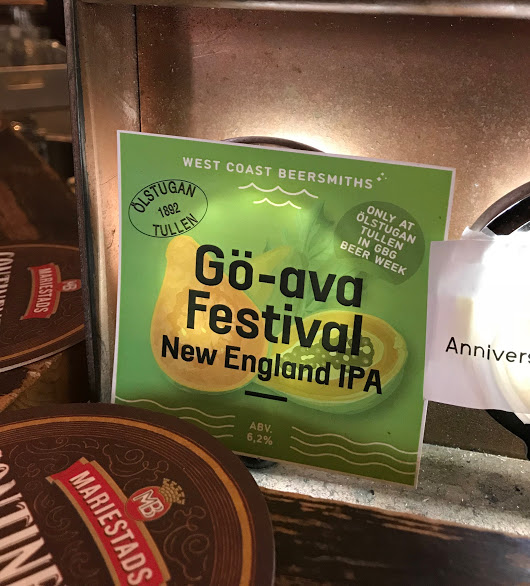 WEST COAST BEERSMITHS
ÖLSTUGAN
1892
TULLEN
ONLY AT
ÖLSTUGAN
TULLEN
IN GBG
BEER WEEK
Gö-ava
Festival
New England IPA
ABV.
6,2%
MARIESTADS
MB
MARIESTADS